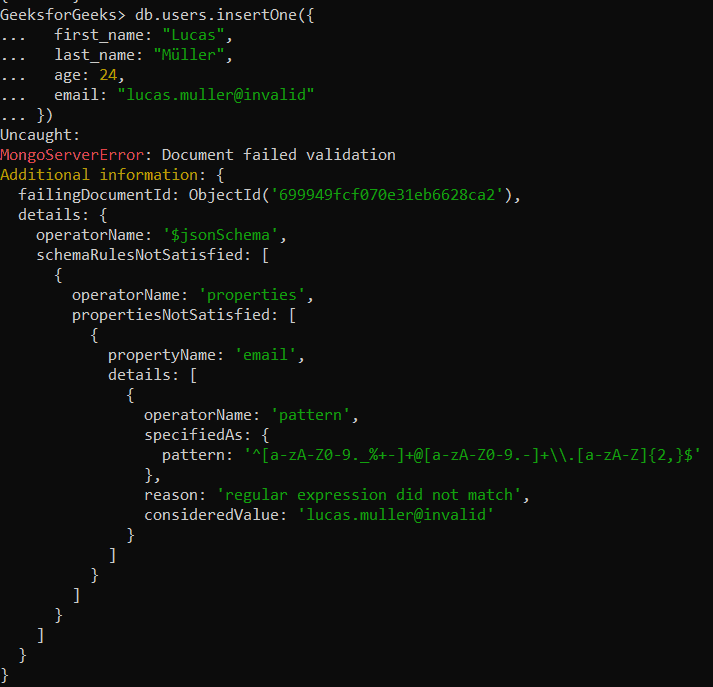 GeeksforGeeks> db.users.insertOne({
...   first_name: "Lucas",
...   last_name: "Müller",
...   age: 24,
...   email: "lucas.muller@invalid"
... })
Uncaught:
MongoServerError: Document failed validation
Additional information: {
  failingDocumentId: ObjectId('699949fcf070e31eb6628ca2'),
  details: {
    operatorName: '$jsonSchema',
    schemaRulesNotSatisfied: [
      {
        operatorName: 'properties',
        propertiesNotSatisfied: [
          {
            propertyName: 'email',
            details: [
              {
                operatorName: 'pattern',
                specifiedAs: {
                  pattern: '^[a-zA-Z0-9._%+-]+@[a-zA-Z0-9.-]+\\.[a-zA-Z]{2,}$'
                },
                reason: 'regular expression did not match',
                consideredValue: 'lucas.muller@invalid'
              }
            ]
          }
        ]
      }
    ]
  }
}